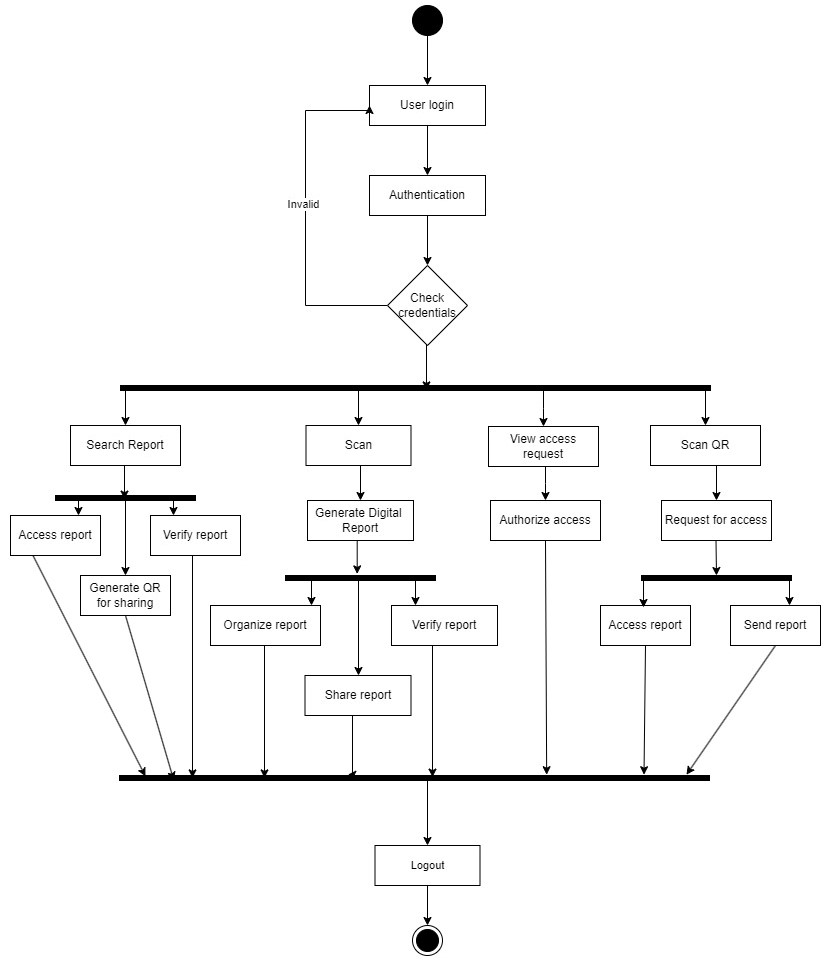 User login
Authentication
Invalid
Check
credentials
Search Report
Scan
View access
request
Scan QR
Generate Digital
Report
Authorize access
Request for access
Access report
Verify report
Generate QR
for sharing
Organize report
Verify report
Access report
Send report
Share report
Logout